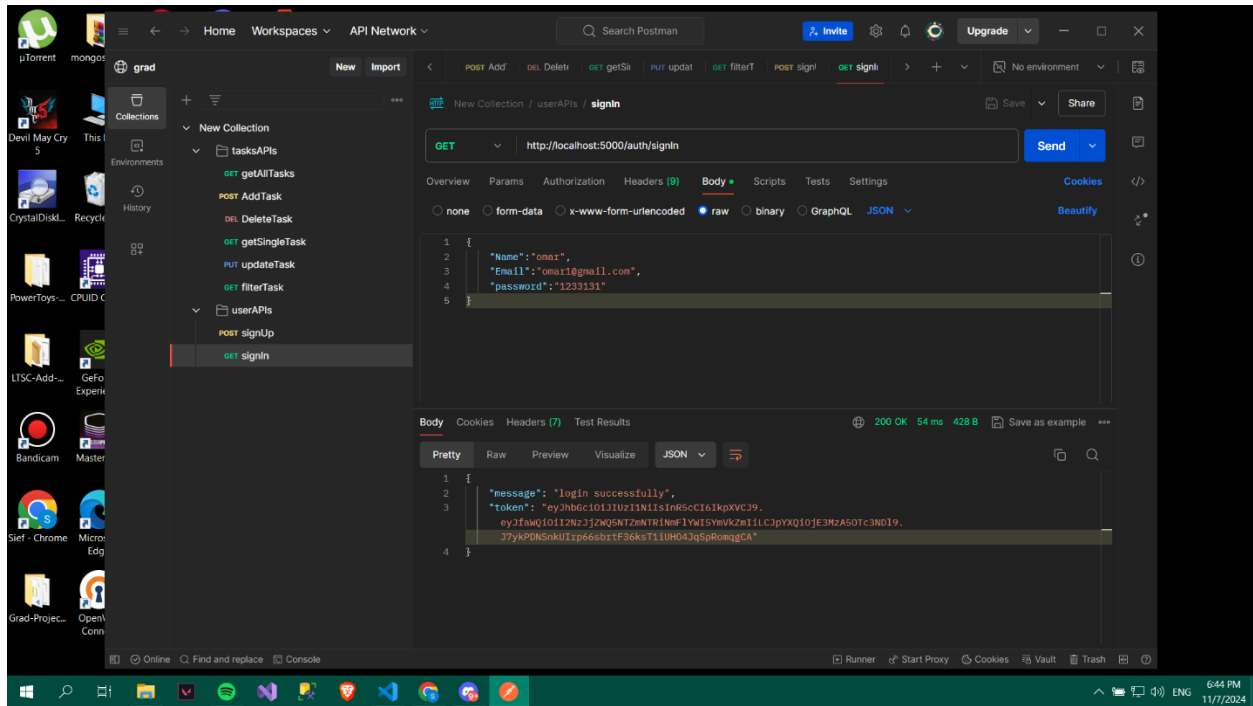 µTorrent
mongos
Devil May Cry 5
This
CrystalDiskI...
Recycle
PowerToys-...
CPUID C
LTSC-Add-...
GeFo
Experie
Bandicam
Master
Sief - Chrome
Micros
Edg
Grad-Projec...
OpenV
Conn
Home Workspaces API Network
Search Postman
Invite
Upgrade
grad
New Import
POST Add
DEL Delete
GET getSi
PUT updat
GET filterT
POST sign
GET signI
No environment
Collections
Environments
History
New Collection
tasksAPIs
GET getAllTasks
POST AddTask
DEL DeleteTask
GET getSingleTask
PUT updateTask
GET filterTask
userAPIs
POST signUp
GET signIn
HTTP New Collection / userAPIs / signIn
Save
Share
GET http://localhost:5000/auth/signIn
Send
Overview Params Authorization Headers (9) Body Scripts Tests Settings
Cookies
none form-data x-www-form-urlencoded raw binary GraphQL JSON
Beautify
1 {
2 "Name":"omar",
3 "Email":"omar1@gmail.com",
4 "password":"1233131"
5 }
Body Cookies Headers (7) Test Results
200 OK 54 ms 428 B
Save as example
Pretty Raw Preview Visualize JSON
1 {
2 "message": "login successfully",
3 "token": "eyJhbGciOiJIUzI1NiIsInR5cCI6IkpXVCJ9.
4 }
Online Find and replace Console
Runner Start Proxy Cookies Vault Trash
ENG
6:44 PM
11/7/2024